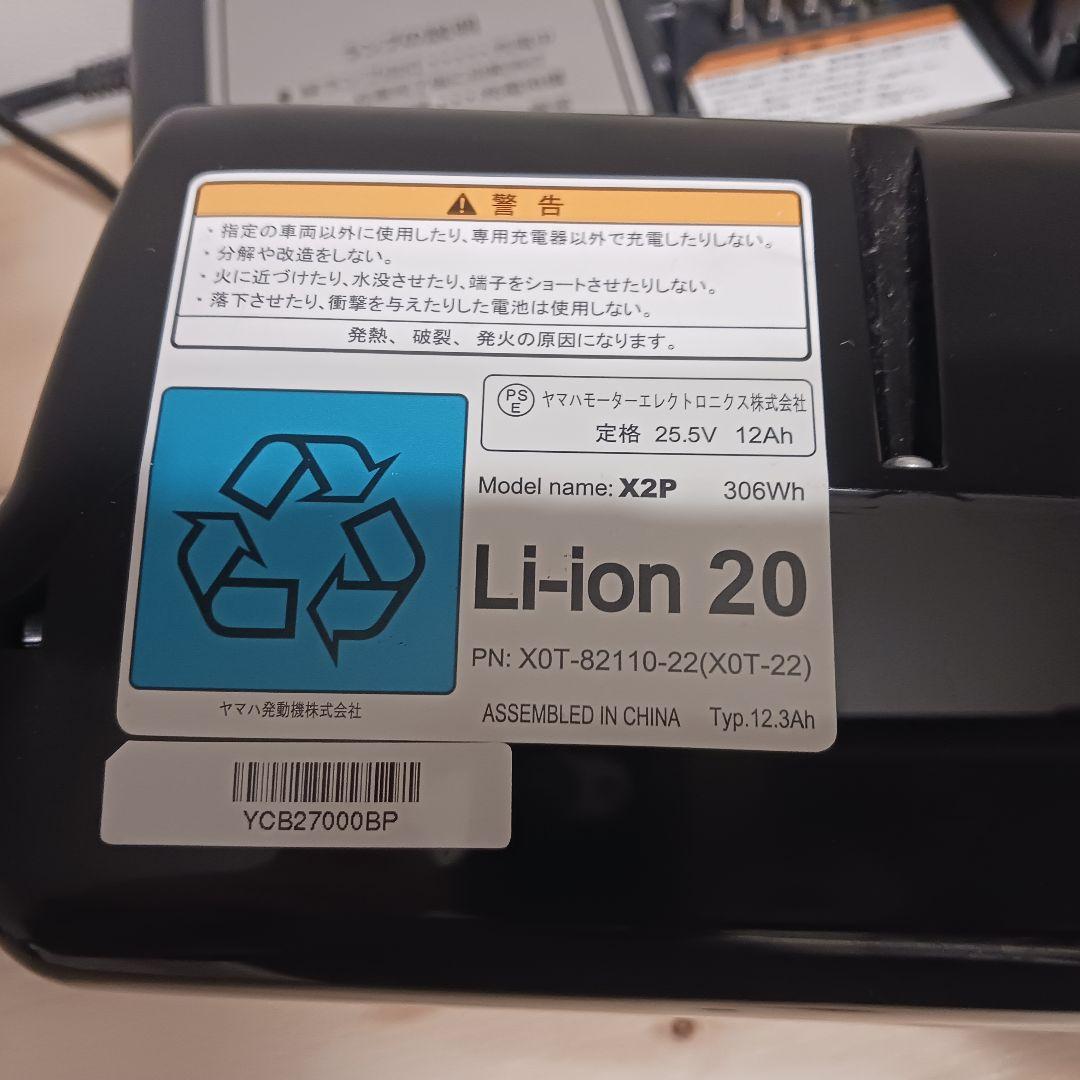 ランプの説明
警告
・指定の車両以外に使用したり、専用充電器以外で充電したりしない。
・分解や改造をしない。
・火に近づけたり、水没させたり、端子をショートさせたりしない。
・落下させたり、衝撃を与えたりした電池は使用しない。
発熱、破裂、発火の原因になります。
PS
E
ヤマハモーターエレクトロニクス株式会社
定格 25.5V 12Ah
Model name: X2P 306Wh
Li-ion 20
PN: X0T-82110-22(X0T-22)
ASSEMBLED IN CHINA Typ.12.3Ah
ヤマハ発動機株式会社
YCB27000BP